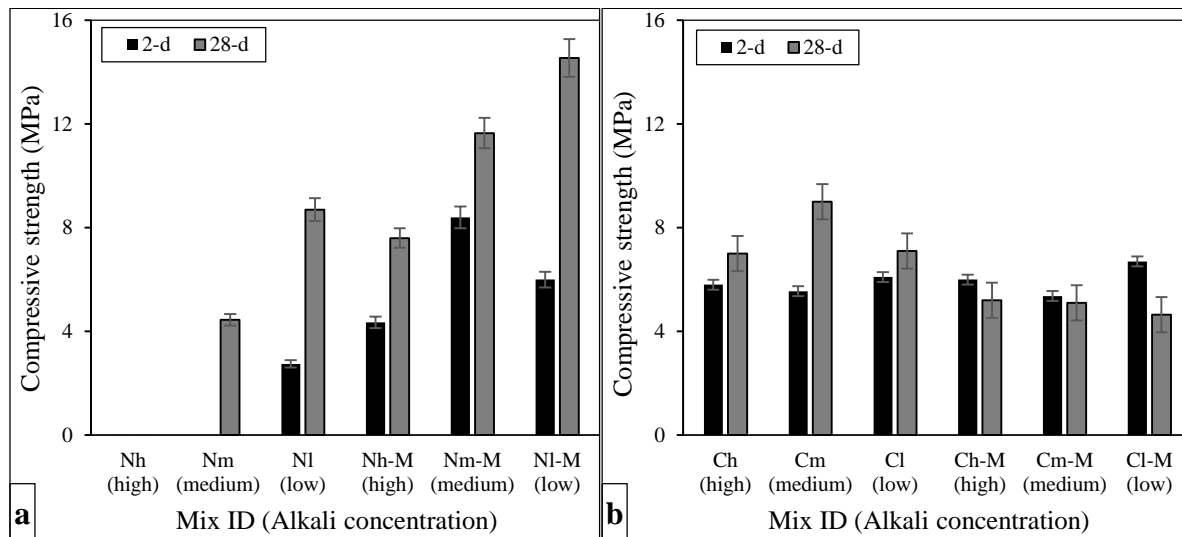 16
12
8
4
0
Compressive strength (MPa)
2-d 28-d
Nh Nm Nl Nh-M Nm-M Nl-M
(high) (medium) (low) (high) (medium) (low)
Mix ID (Alkali concentration)
a
16
12
8
4
0
Compressive strength (MPa)
2-d 28-d
Ch Cm Cl Ch-M Cm-M Cl-M
(high) (medium) (low) (high) (medium) (low)
Mix ID (Alkali concentration)
b